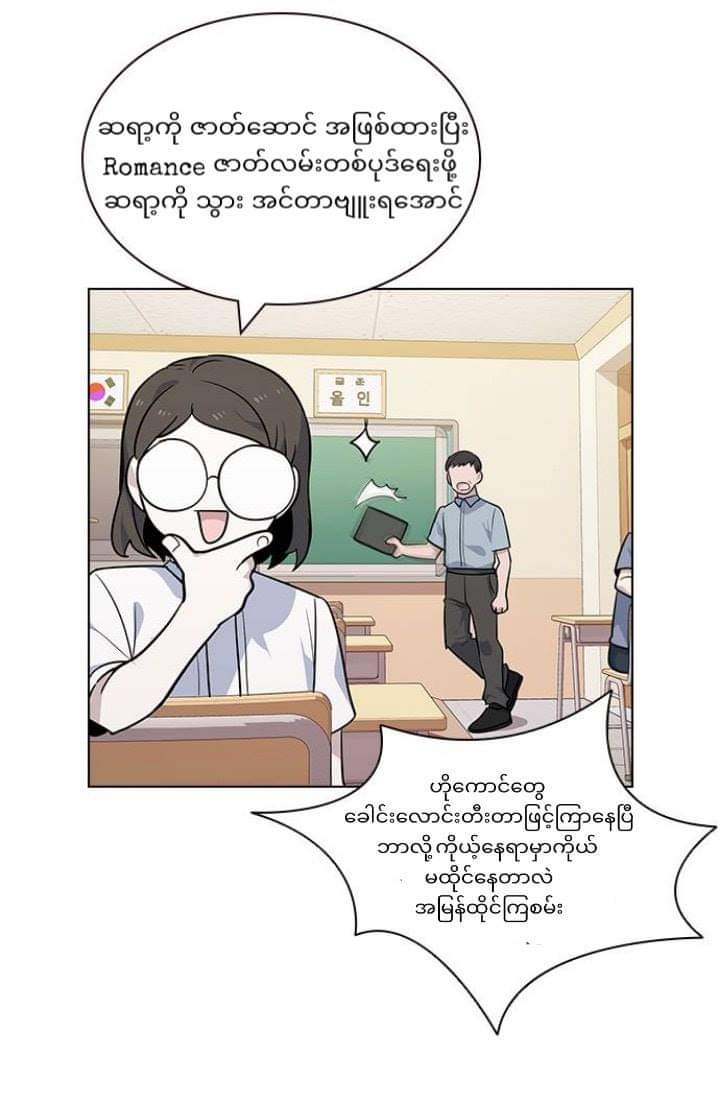 ဆရာ့ကို ဇာတ်ဆောင် အဖြစ်ထားပြီး
Romance ဇာတ်လမ်းတစ်ပုဒ်ရေးဖို့
ဆရာ့ကို သွား အင်တာဗျူးရအောင်
급 훈
올 인
ဟိုကောင်တွေ
ခေါင်းလောင်းတီးတာဖြင့်ကြာနေပြီ
ဘာလို့ ကိုယ့်နေရာမှာကိုယ်
မထိုင်နေတာလဲ
အမြန်ထိုင်ကြစမ်း